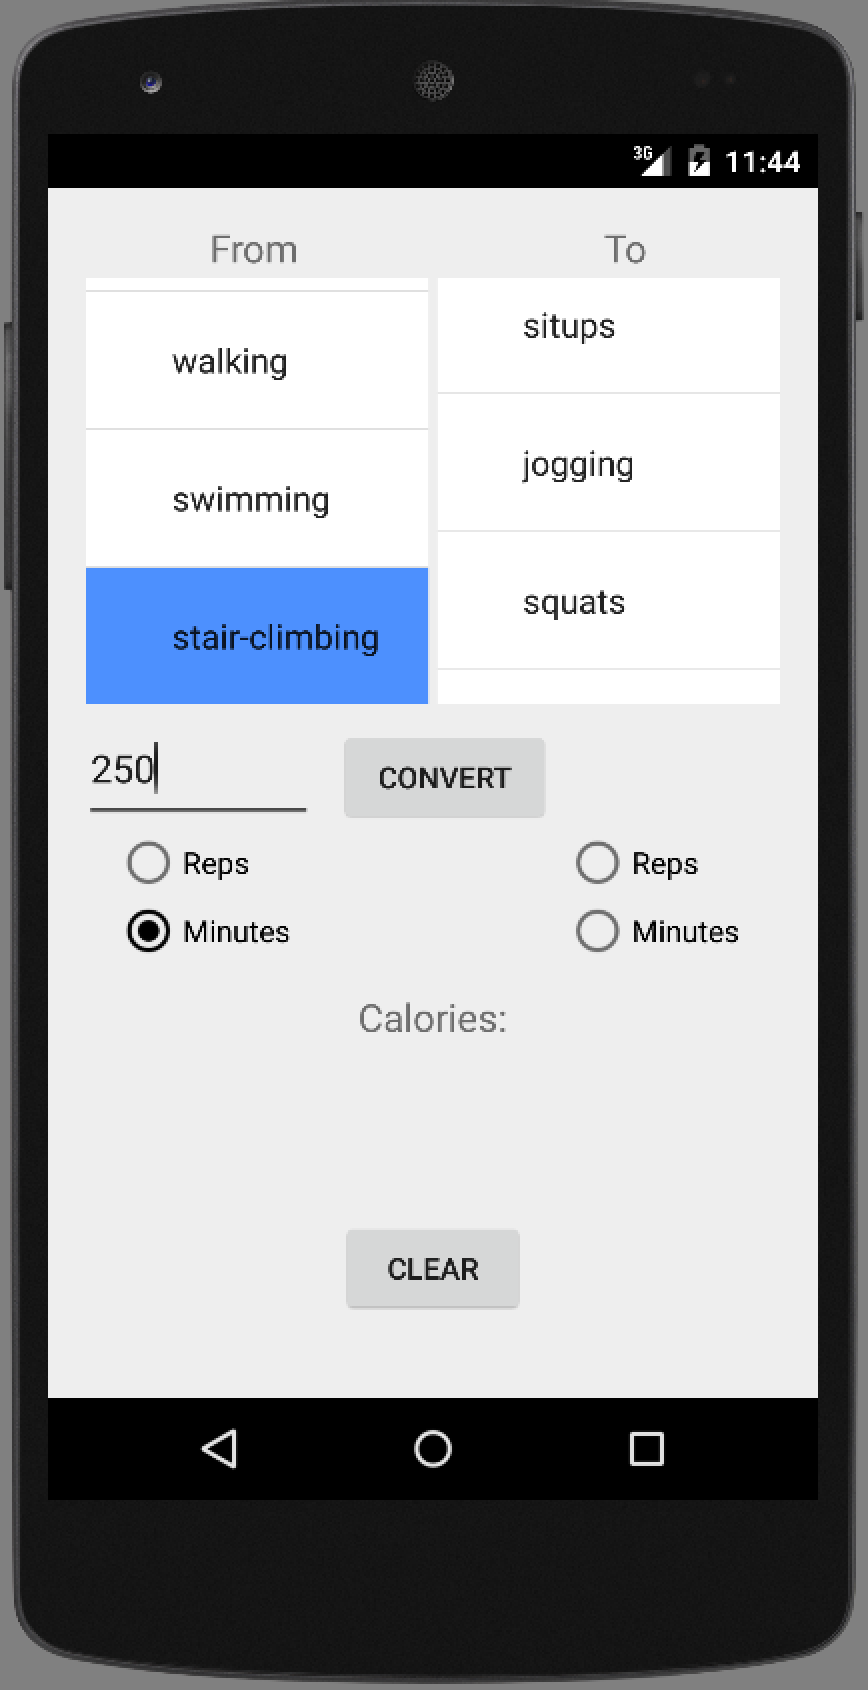 3G 11:44
From To
walking
situps
swimming
jogging
stair-climbing
squats
250 CONVERT
Reps Reps
Minutes Minutes
Calories:
CLEAR